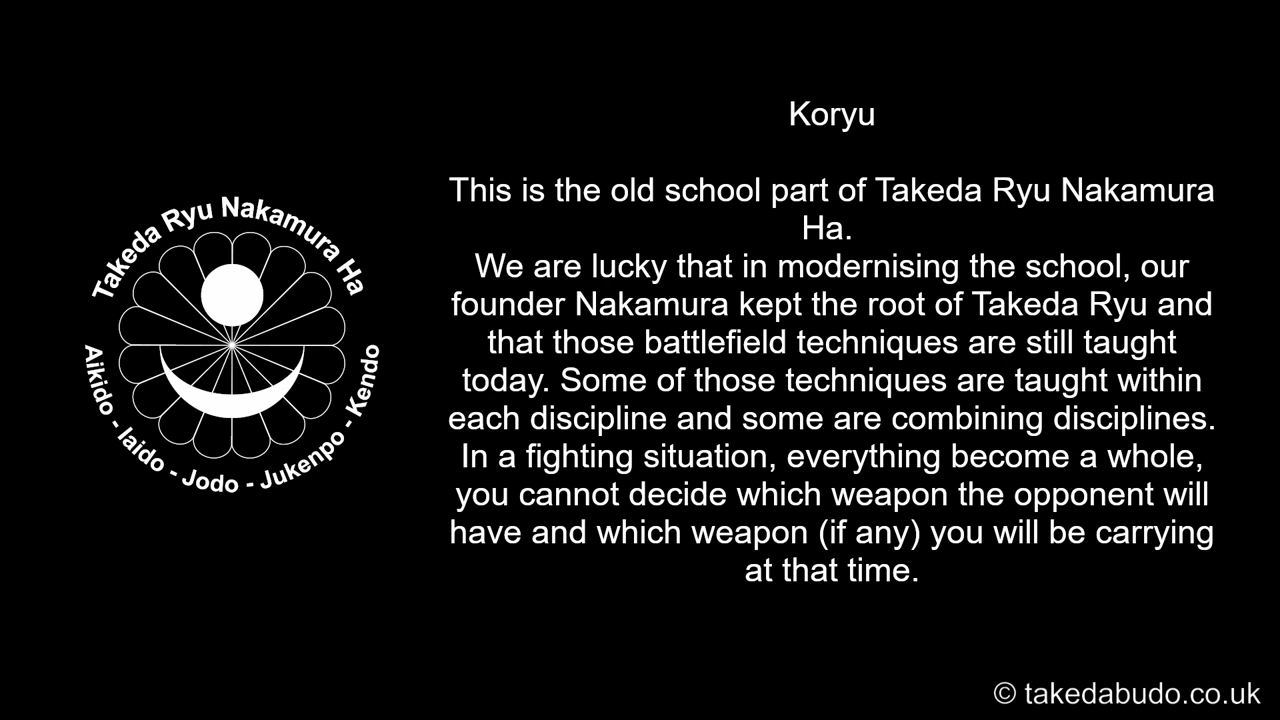 Takeda Ryu Nakamura Ha
Aikido - Iaido - Jodo - Jukenpo - Kendo
Koryu
This is the old school part of Takeda Ryu Nakamura
Ha.
We are lucky that in modernising the school, our
founder Nakamura kept the root of Takeda Ryu and
that those battlefield techniques are still taught
today. Some of those techniques are taught within
each discipline and some are combining disciplines.
In a fighting situation, everything become a whole,
you cannot decide which weapon the opponent will
have and which weapon (if any) you will be carrying
at that time.
© takedabudo.co.uk